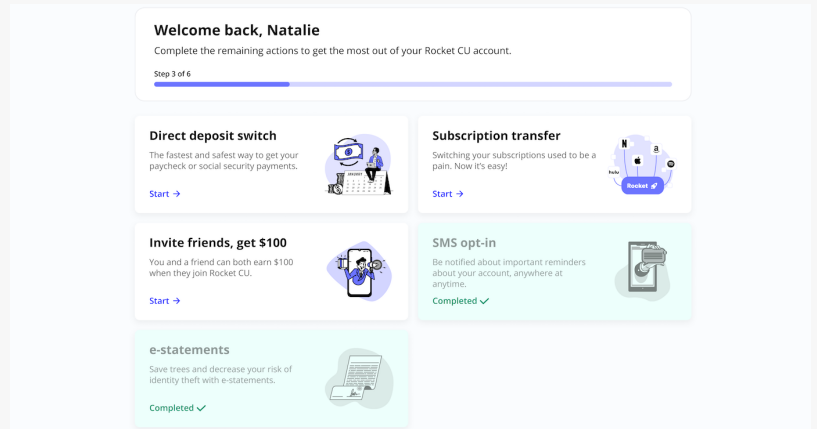 Welcome back, Natalie
Complete the remaining actions to get the most out of your Rocket CU account.
Step 3 of 6
Direct deposit switch
The fastest and safest way to get your
paycheck or social security payments.
Start →
JANUARY
Subscription transfer
Switching your subscriptions used to be a
pain. Now it's easy!
Start →
N
a
hulu
Rocket
Invite friends, get $100
You and a friend can both earn $100
when they join Rocket CU.
Start →
SMS opt-in
Be notified about important reminders
about your account, anywhere at
anytime.
Completed ✓
e-statements
Save trees and decrease your risk of
identity theft with e-statements.
Completed ✓